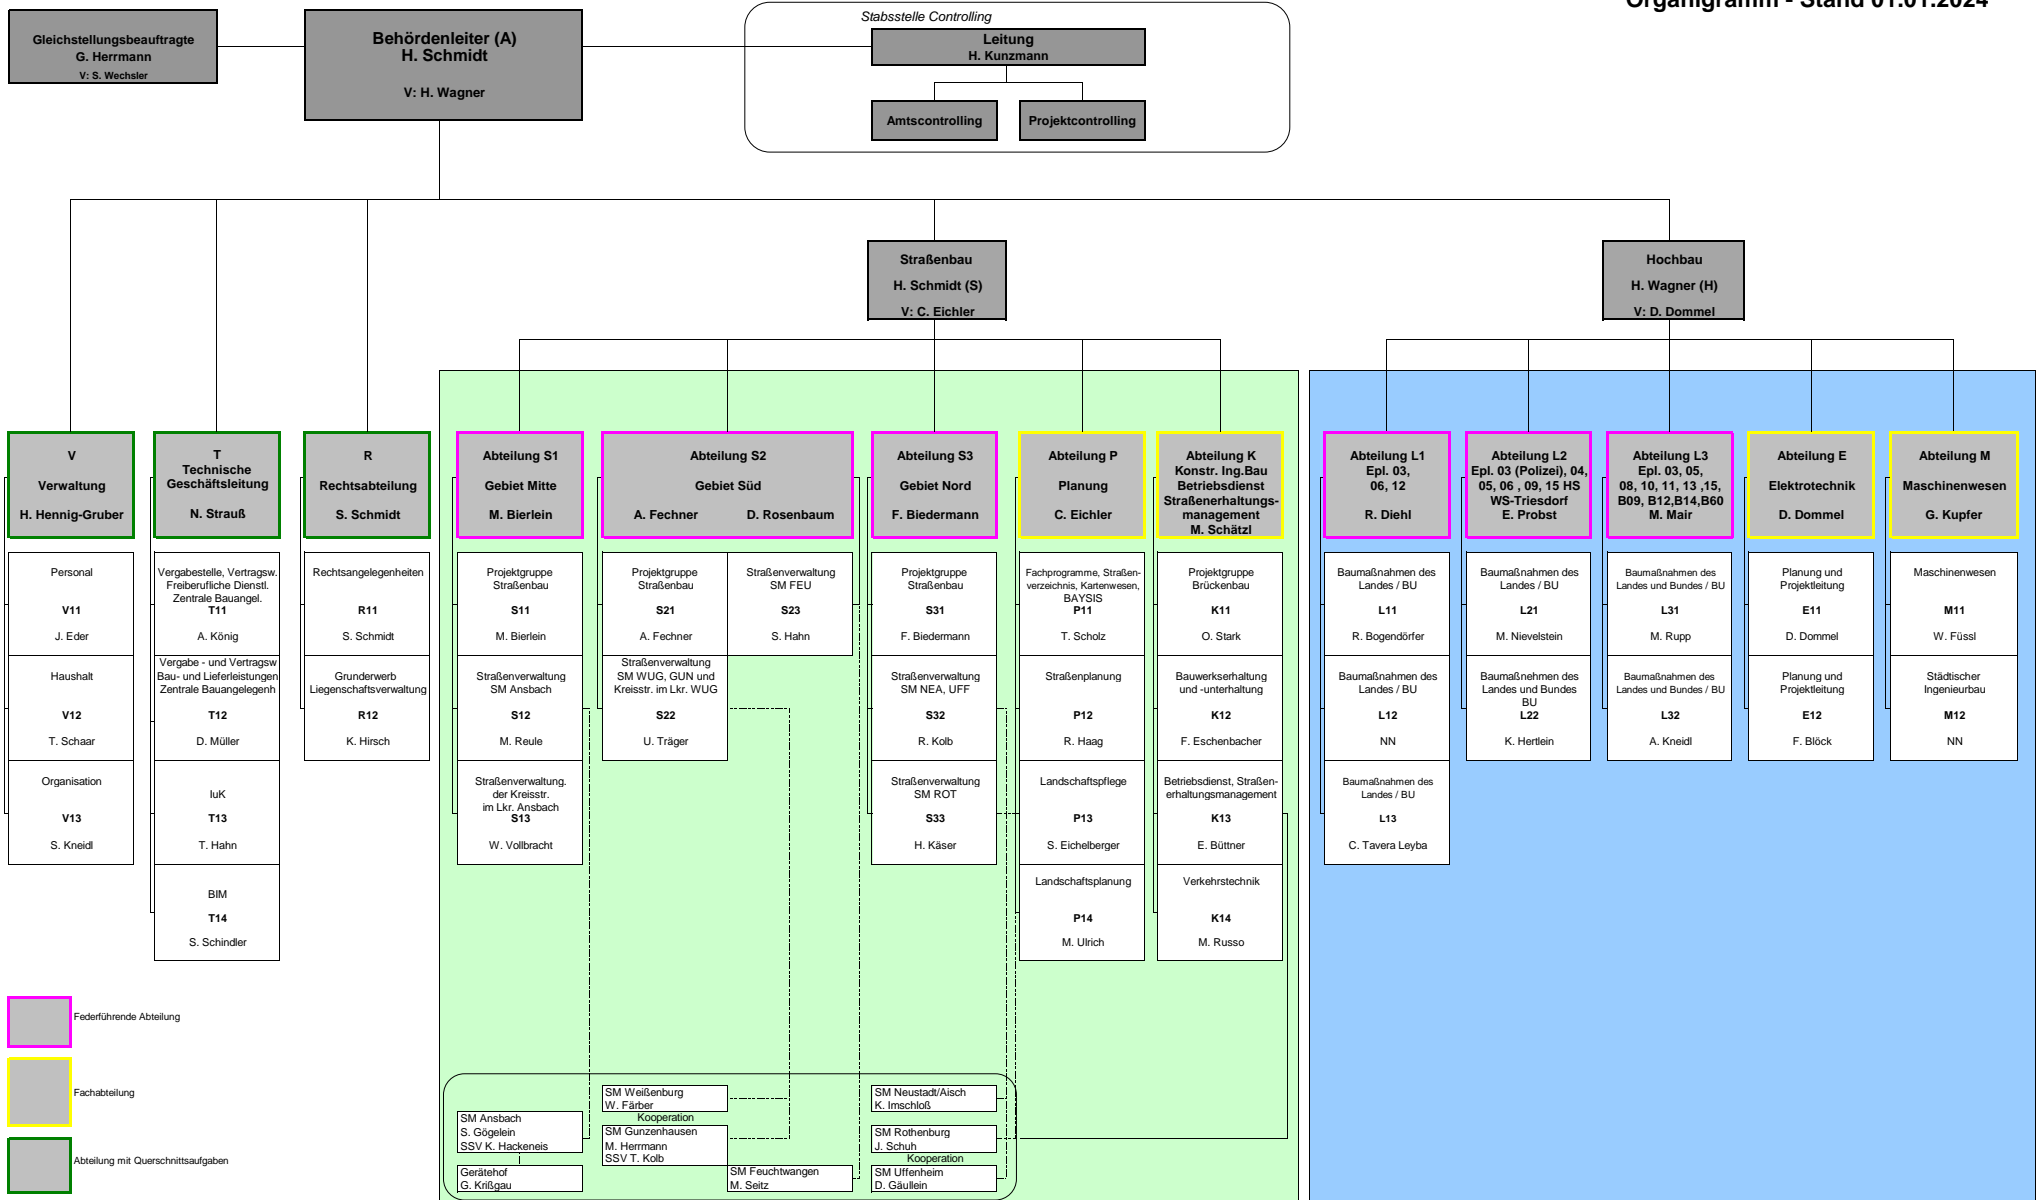 Organigramm - Stand 01.01.2024
Gleichstellungsbeauftragte
G. Herrmann
V: S. Wechsler
Behördenleiter (A)
H. Schmidt
V: H. Wagner
Stabsstelle Controlling
Leitung
H. Kunzmann
Amtscontrolling
Projektcontrolling
Straßenbau
H. Schmidt (S)
V: C. Eichler
Hochbau
H. Wagner (H)
V: D. Dommel
V
Verwaltung
H. Hennig-Gruber
T
Technische
Geschäftsleitung
N. Strauß
R
Rechtsabteilung
S. Schmidt
Abteilung S1
Gebiet Mitte
M. Bierlein
Abteilung S2
Gebiet Süd
A. Fechner D. Rosenbaum
Abteilung S3
Gebiet Nord
F. Biedermann
Abteilung P
Planung
C. Eichler
Abteilung K
Konstr. Ing.Bau
Betriebsdienst
Straßenerhaltungs-
management
M. Schätzl
Abteilung L1
Epl. 03,
06, 12
R. Diehl
Abteilung L2
Epl. 03 (Polizei), 04,
05, 06 , 09, 15 HS
WS-Triesdorf
E. Probst
Abteilung L3
Epl. 03, 05,
08, 10, 11, 13 ,15,
B09, B12,B14,B60
M. Mair
Abteilung E
Elektrotechnik
D. Dommel
Abteilung M
Maschinenwesen
G. Kupfer
Personal
V11
J. Eder
Haushalt
V12
T. Schaar
Organisation
V13
S. Kneidl
Vergabestelle, Vertragsw.
Freiberufliche Dienstl.
Zentrale Bauangel.
T11
A. König
Vergabe - und Vertragsw
Bau- und Lieferleistungen
Zentrale Bauangelegenh
T12
D. Müller
IuK
T13
T. Hahn
BIM
T14
S. Schindler
Rechtsangelegenheiten
R11
S. Schmidt
Grunderwerb
Liegenschaftsverwaltung
R12
K. Hirsch
Projektgruppe
Straßenbau
S11
M. Bierlein
Straßenverwaltung
SM Ansbach
S12
M. Reule
Straßenverwaltung.
der Kreisstr.
im Lkr. Ansbach
S13
W. Vollbracht
Projektgruppe
Straßenbau
S21
A. Fechner
Straßenverwaltung
SM WUG, GUN und
Kreisstr. im Lkr. WUG
S22
U. Träger
Straßenverwaltung
SM FEU
S23
S. Hahn
Projektgruppe
Straßenbau
S31
F. Biedermann
Straßenverwaltung
SM NEA, UFF
S32
R. Kolb
Straßenverwaltung
SM ROT
S33
H. Käser
Fachprogramme, Straßen-
verzeichnis, Kartenwesen,
BAYSIS
P11
T. Scholz
Straßenplanung
P12
R. Haag
Landschaftspflege
P13
S. Eichelberger
Landschaftsplanung
P14
M. Ulrich
Projektgruppe
Brückenbau
K11
O. Stark
Bauwerkserhaltung
und -unterhaltung
K12
F. Eschenbacher
Betriebsdienst, Straßen-
erhaltungsmanagement
K13
E. Büttner
Verkehrstechnik
K14
M. Russo
Baumaßnahmen des
Landes / BU
L11
R. Bogendörfer
Baumaßnahmen des
Landes / BU
L12
NN
Baumaßnahmen des
Landes / BU
L13
C. Tavera Leyba
Baumaßnahmen des
Landes / BU
L21
M. Nievelstein
Baumaßnehmen des
Landes und Bundes
BU
L22
K. Hertlein
Baumaßnahmen des
Landes und Bundes / BU
L31
M. Rupp
Baumaßnahmen des
Landes und Bundes / BU
L32
A. Kneidl
Planung und
Projektleitung
E11
D. Dommel
Planung und
Projektleitung
E12
F. Blöck
Maschinenwesen
M11
W. Füssl
Städtischer
Ingenieurbau
M12
NN
Federführende Abteilung
Fachabteilung
Abteilung mit Querschnittsaufgaben
SM Ansbach
S. Gögelein
SSV K. Hackeneis
Gerätehof
G. Krißgau
SM Weißenburg
W. Färber
Kooperation
SM Gunzenhausen
M. Herrmann
SSV T. Kolb
SM Feuchtwangen
M. Seitz
SM Neustadt/Aisch
K. Imschloß
SM Rothenburg
J. Schuh
Kooperation
SM Uffenheim
D. Gäullein